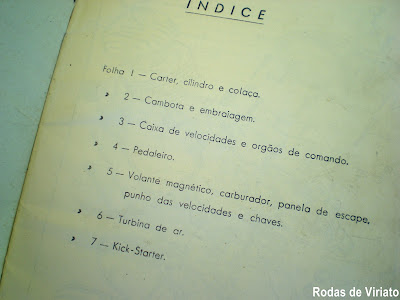 ÍNDICE
Folha 1 — Carter, cilindro e colaça.
» 2 — Cambota e embraiagem.
» 3 — Caixa de velocidades e orgãos de comando.
» 4 — Pedaleiro.
» 5 — Volante magnético, carburador, panela de escape,
punho das velocidades e chaves.
» 6 — Turbina de ar.
» 7 — Kick-Starter.
Rodas de Viriato